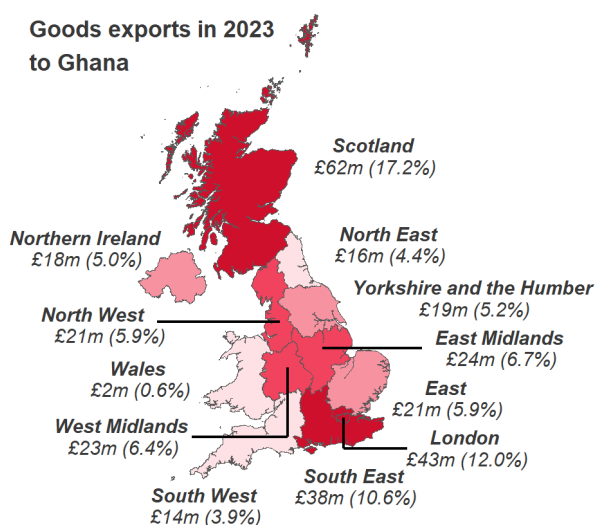 Goods exports in 2023
to Ghana
Scotland
£62m (17.2%)
Northern Ireland
£18m (5.0%)
North East
£16m (4.4%)
Yorkshire and the Humber
£19m (5.2%)
North West
£21m (5.9%)
East Midlands
£24m (6.7%)
Wales
£2m (0.6%)
East
£21m (5.9%)
West Midlands
£23m (6.4%)
London
£43m (12.0%)
South East
£38m (10.6%)
South West
£14m (3.9%)